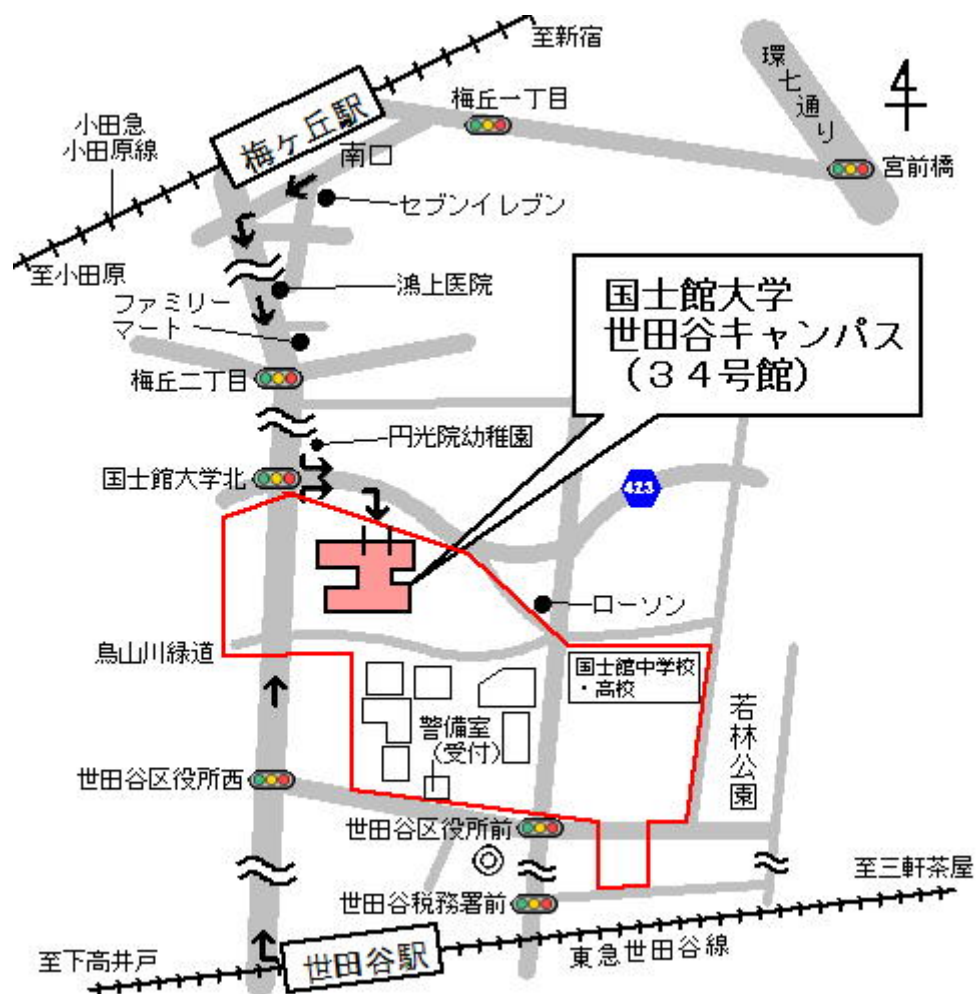 至新宿
環七通り
梅丘一丁目
梅ヶ丘駅
小田急
小田原線
南口
宮前橋
セブンイレブン
至小田原
鴻上医院
国士館大学
世田谷キャンパス
（３４号館）
ファミリー
マート
梅丘二丁目
円光院幼稚園
国士館大学北
423
ローソン
烏山川緑道
国士館中学校
・高校
若林公園
警備室
(受付)
世田谷区役所西
世田谷区役所前
至三軒茶屋
世田谷税務署前
東急世田谷線
世田谷駅
至下高井戸